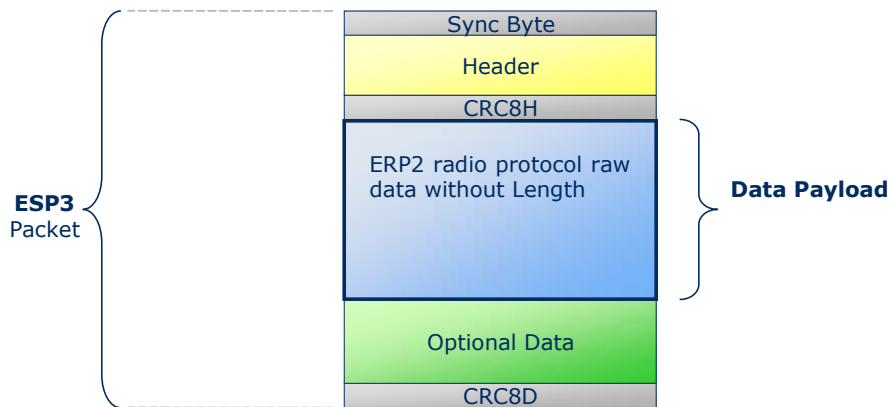 Sync Byte
Header
CRC8H
ERP2 radio protocol raw
data without Length
ESP3
Packet
Data Payload
Optional Data
CRC8D